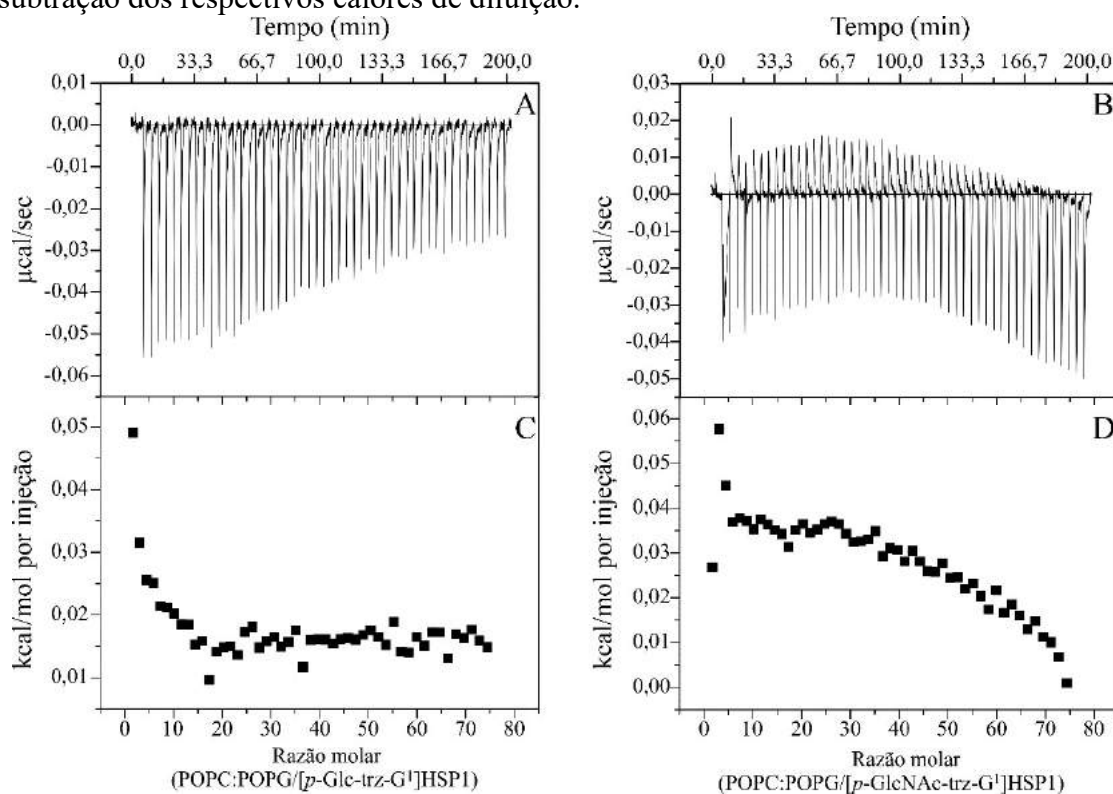 subtração dos respectivos calores de diluição.
Tempo (min)
0,0 33,3 66,7 100,0 133,3 166,7 200,0
0,01
0,00
-0,01
-0,02
-0,03
-0,04
-0,05
-0,06
µcal/sec
A
0,05
0,04
0,03
0,02
0,01
kcal/mol por injeção
C
0 10 20 30 40 50 60 70 80
Razão molar
(POPC:POPG/[p-Glc-trz-G¹]HSP1)
Tempo (min)
0,0 33,3 66,7 100,0 133,3 166,7 200,0
0,03
0,02
0,01
0,00
-0,01
-0,02
-0,03
-0,04
-0,05
µcal/sec
B
0,06
0,05
0,04
0,03
0,02
0,01
0,00
kcal/mol por injeção
D
0 10 20 30 40 50 60 70 80
Razão molar
(POPC:POPG/[p-GlcNAc-trz-G¹]HSP1)